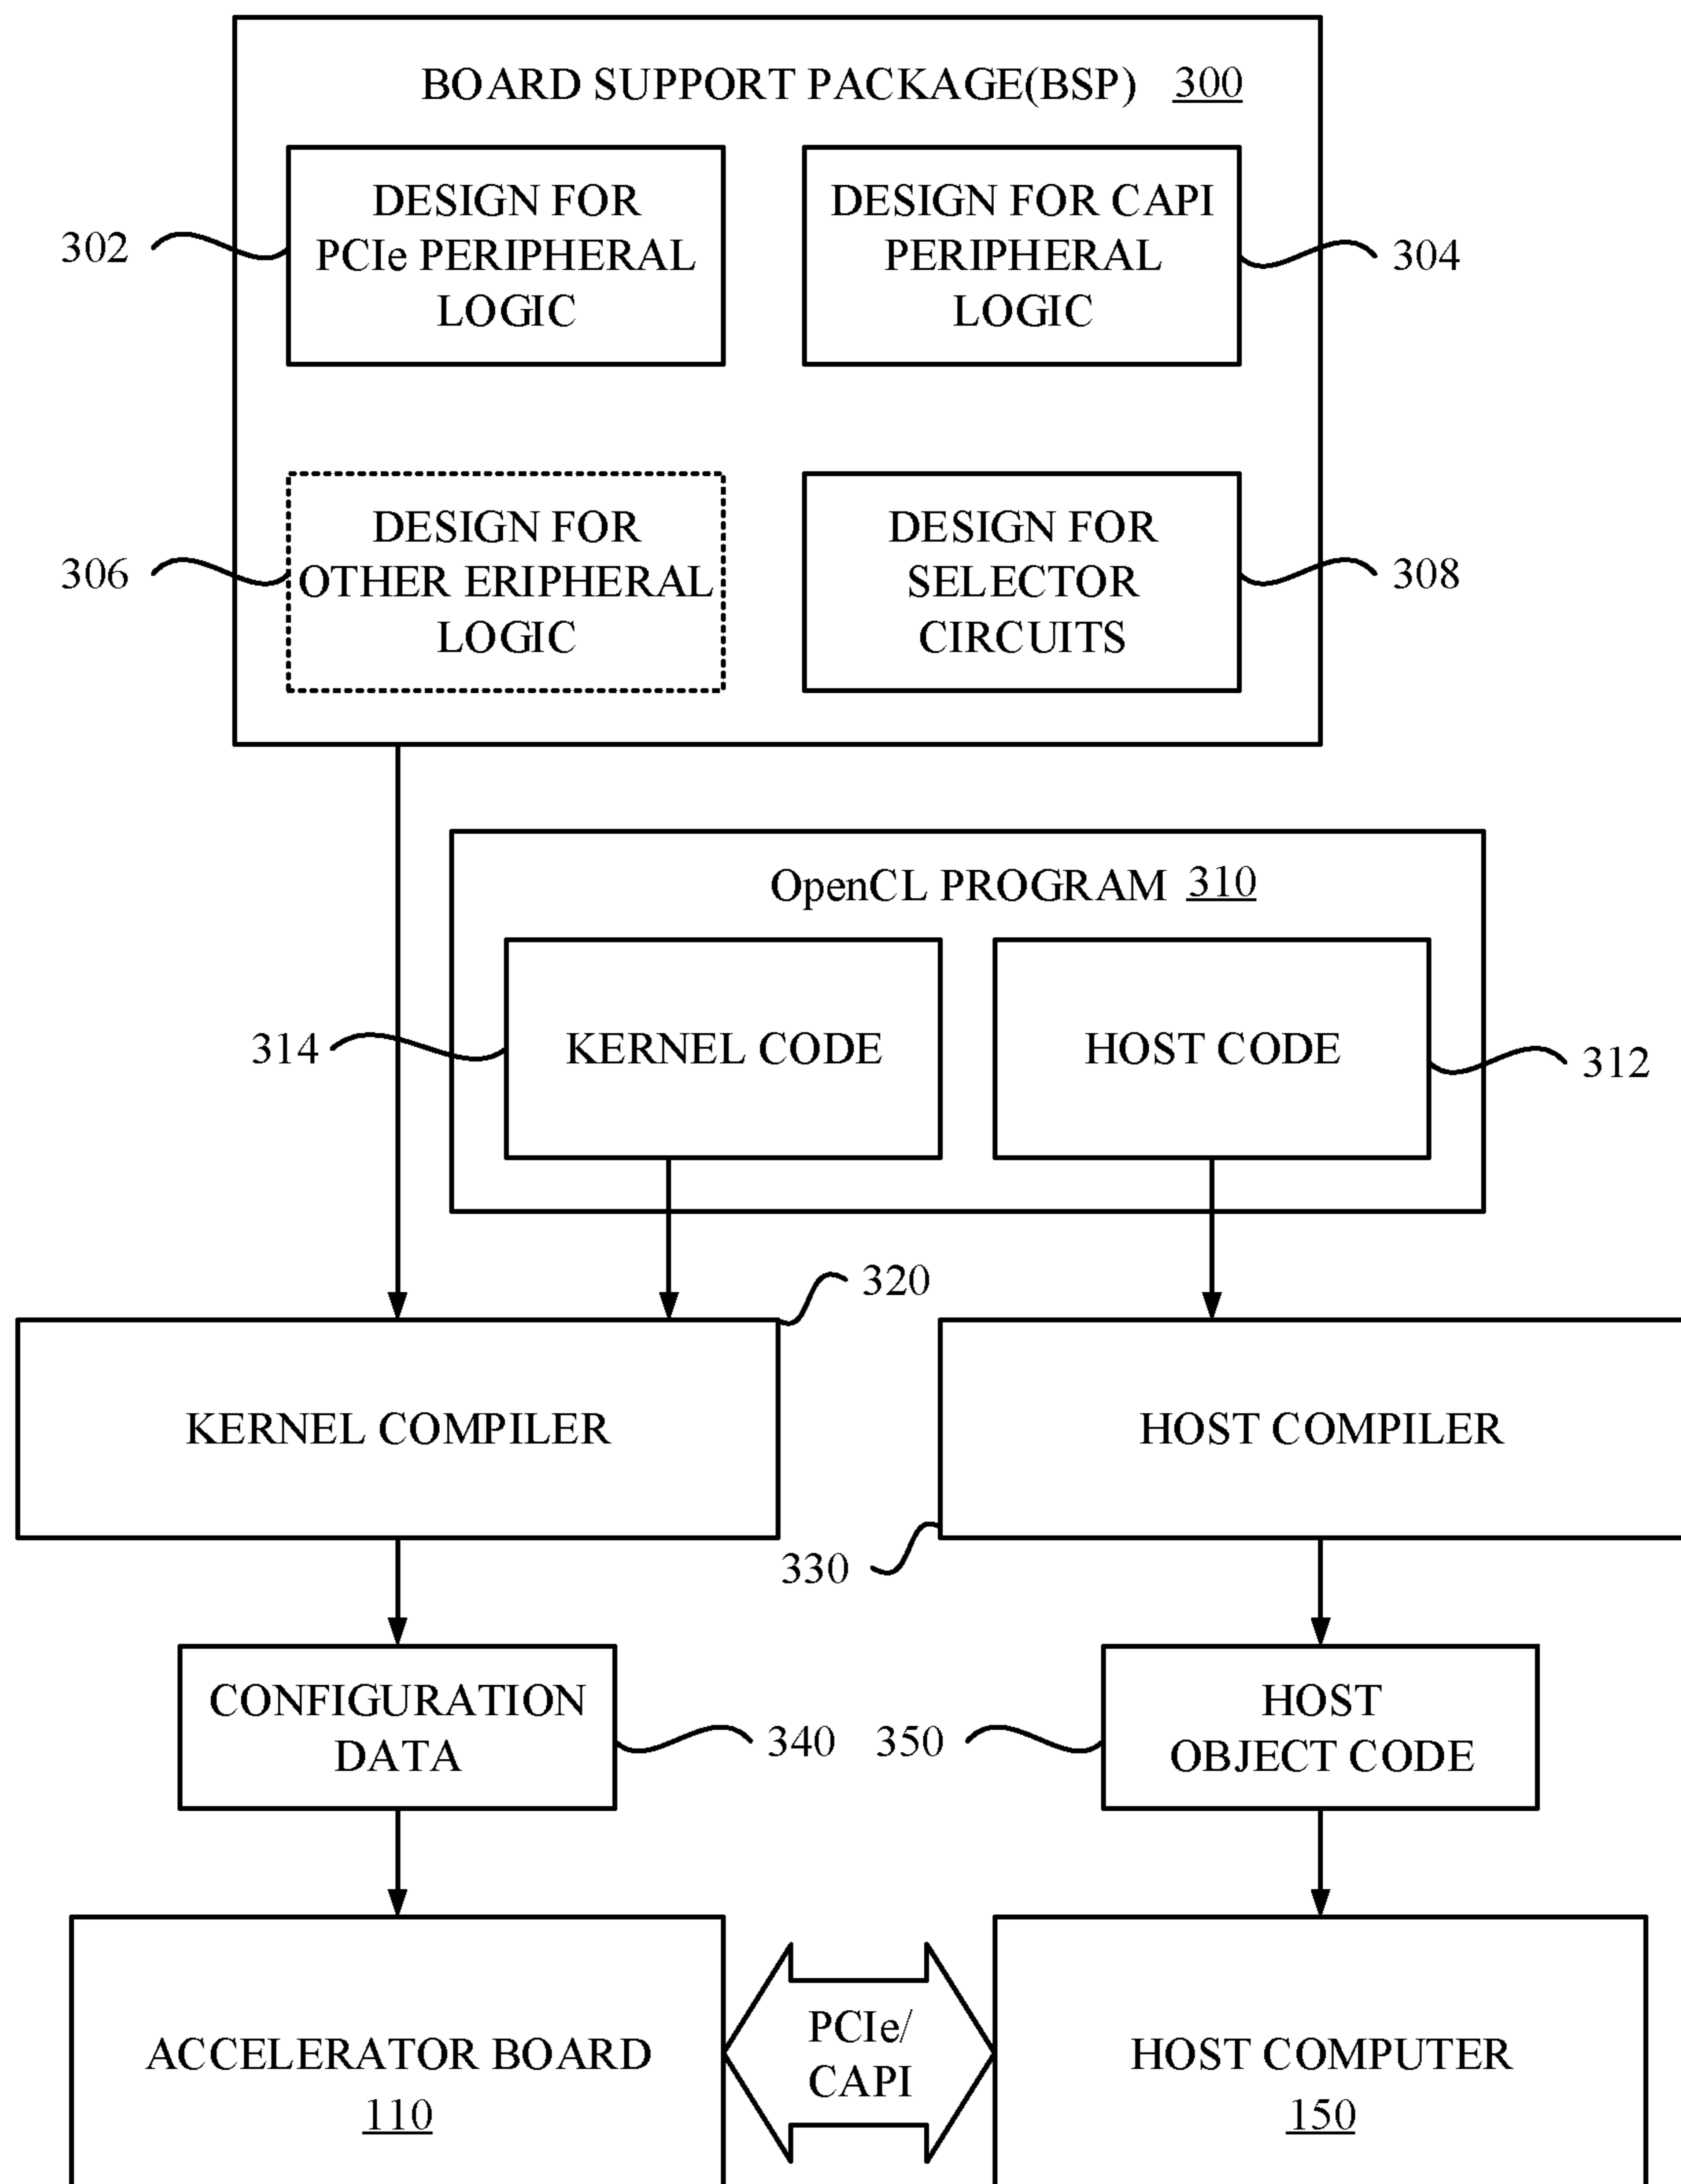 BOARD SUPPORT PACKAGE(BSP) 300
DESIGN FOR
PCIe PERIPHERAL
LOGIC
302
DESIGN FOR CAPI
PERIPHERAL
LOGIC
304
DESIGN FOR
OTHER ERIPHERAL
LOGIC
306
DESIGN FOR
SELECTOR
CIRCUITS
308
OpenCL PROGRAM 310
314
KERNEL CODE
HOST CODE
312
320
KERNEL COMPILER
HOST COMPILER
330
CONFIGURATION
DATA
340
350
HOST
OBJECT CODE
ACCELERATOR BOARD
110
PCIe/
CAPI
HOST COMPUTER
150